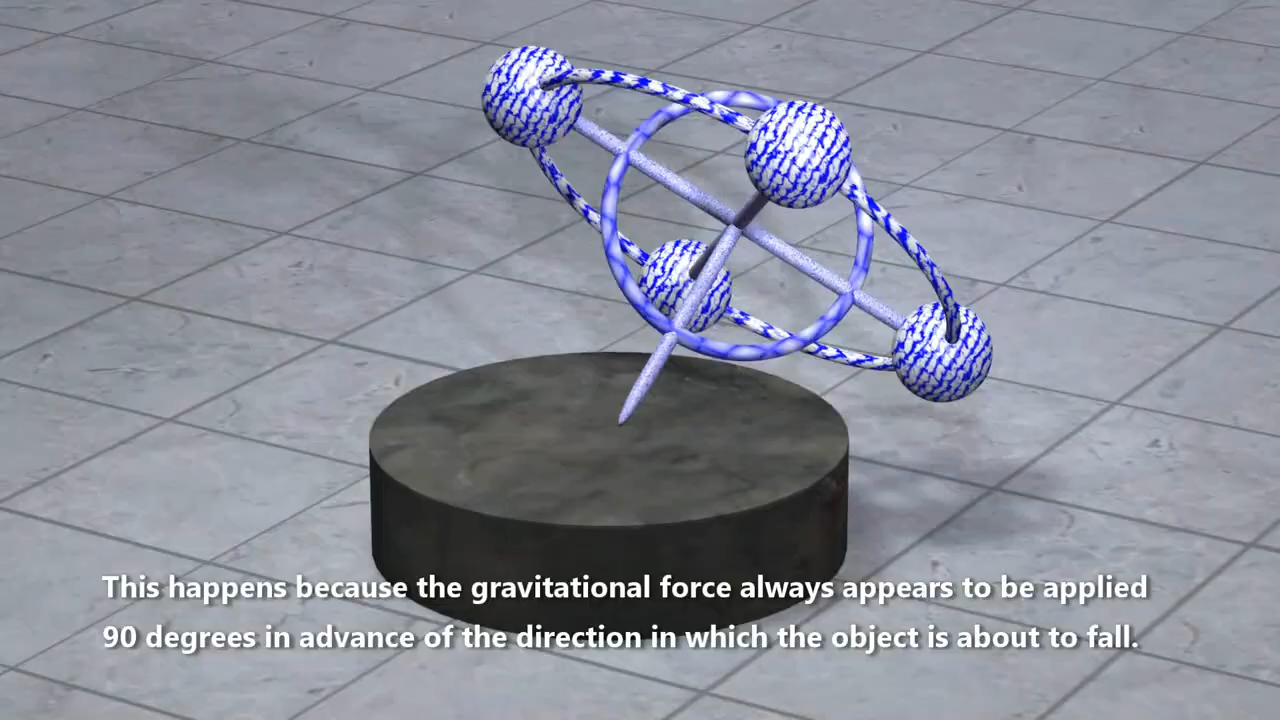 This happens because the gravitational force always appears to be applied
90 degrees in advance of the direction in which the object is about to fall.